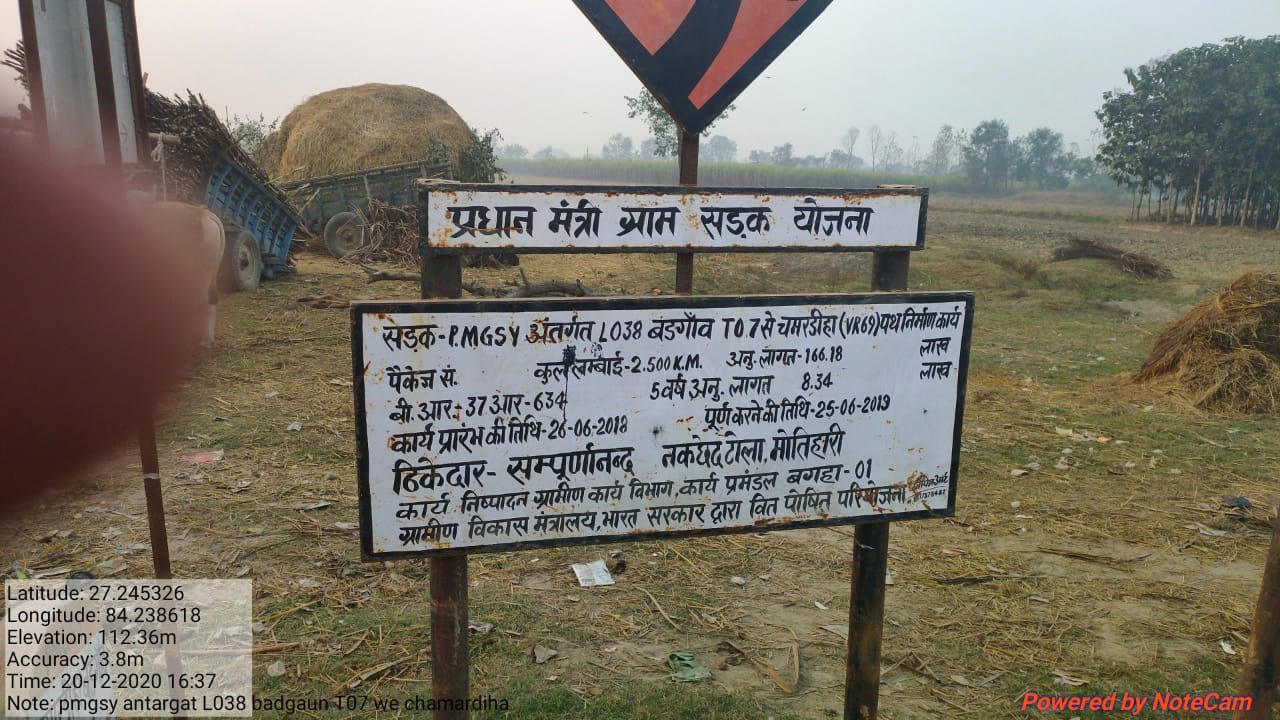 प्रधान मंत्री ग्राम सड़क योजना
सड़क-P.M.G.S.Y अंतर्गत L038 बडगाँव T0.7 से चमरडीहा (VR69) पथ निर्माण कार्य
पैकेज सं. कुल लम्बाई-2.500 K.M. अनु. लागत-166.18 लाख
बी.आर.-37 आर-634 5 वर्ष अनु. लागत 8.34 लाख
कार्य प्रारंभ की तिथि-26-06-2018 पूर्ण करने की तिथि-25-06-2019
ठिकेदार- सम्पूर्णानन्द नकछेद टोला, मोतिहारी
कार्य निष्पादन ग्रामीण कार्य विभाग, कार्य प्रमंडल बगहा-01
ग्रामीण विकास मंत्रालय, भारत सरकार द्वारा वित पोषित परियोजना
Latitude: 27.245326
Longitude: 84.238618
Elevation: 112.36m
Accuracy: 3.8m
Time: 20-12-2020 16:37
Note: pmgsy antargat L038 badgaun T07 we chamardiha
Powered by NoteCam